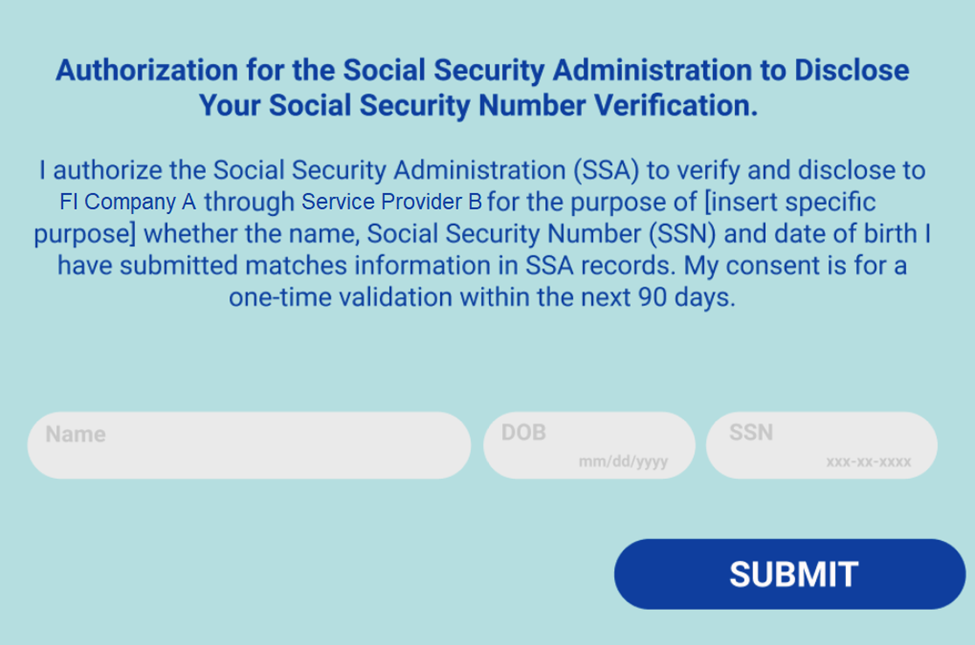 Authorization for the Social Security Administration to Disclose
Your Social Security Number Verification.
I authorize the Social Security Administration (SSA) to verify and disclose to
FI Company A through Service Provider B for the purpose of [insert specific
purpose] whether the name, Social Security Number (SSN) and date of birth I
have submitted matches information in SSA records. My consent is for a
one-time validation within the next 90 days.
Name DOB SSN
mm/dd/yyyy xxx-xx-xxxx
SUBMIT